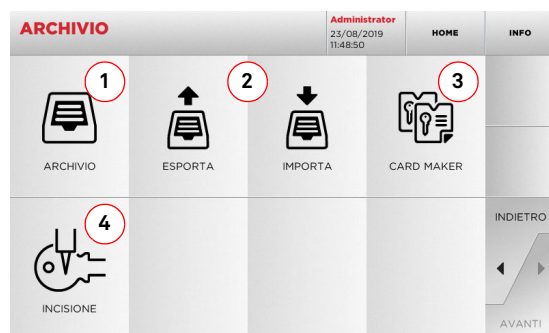 ARCHIVIO
Administrator
23/08/2019
11:48:50
HOME
INFO
1
2
3
ARCHIVIO
ESPORTA
IMPORTA
CARD MAKER
4
INCISIONE
INDIETRO
AVANTI